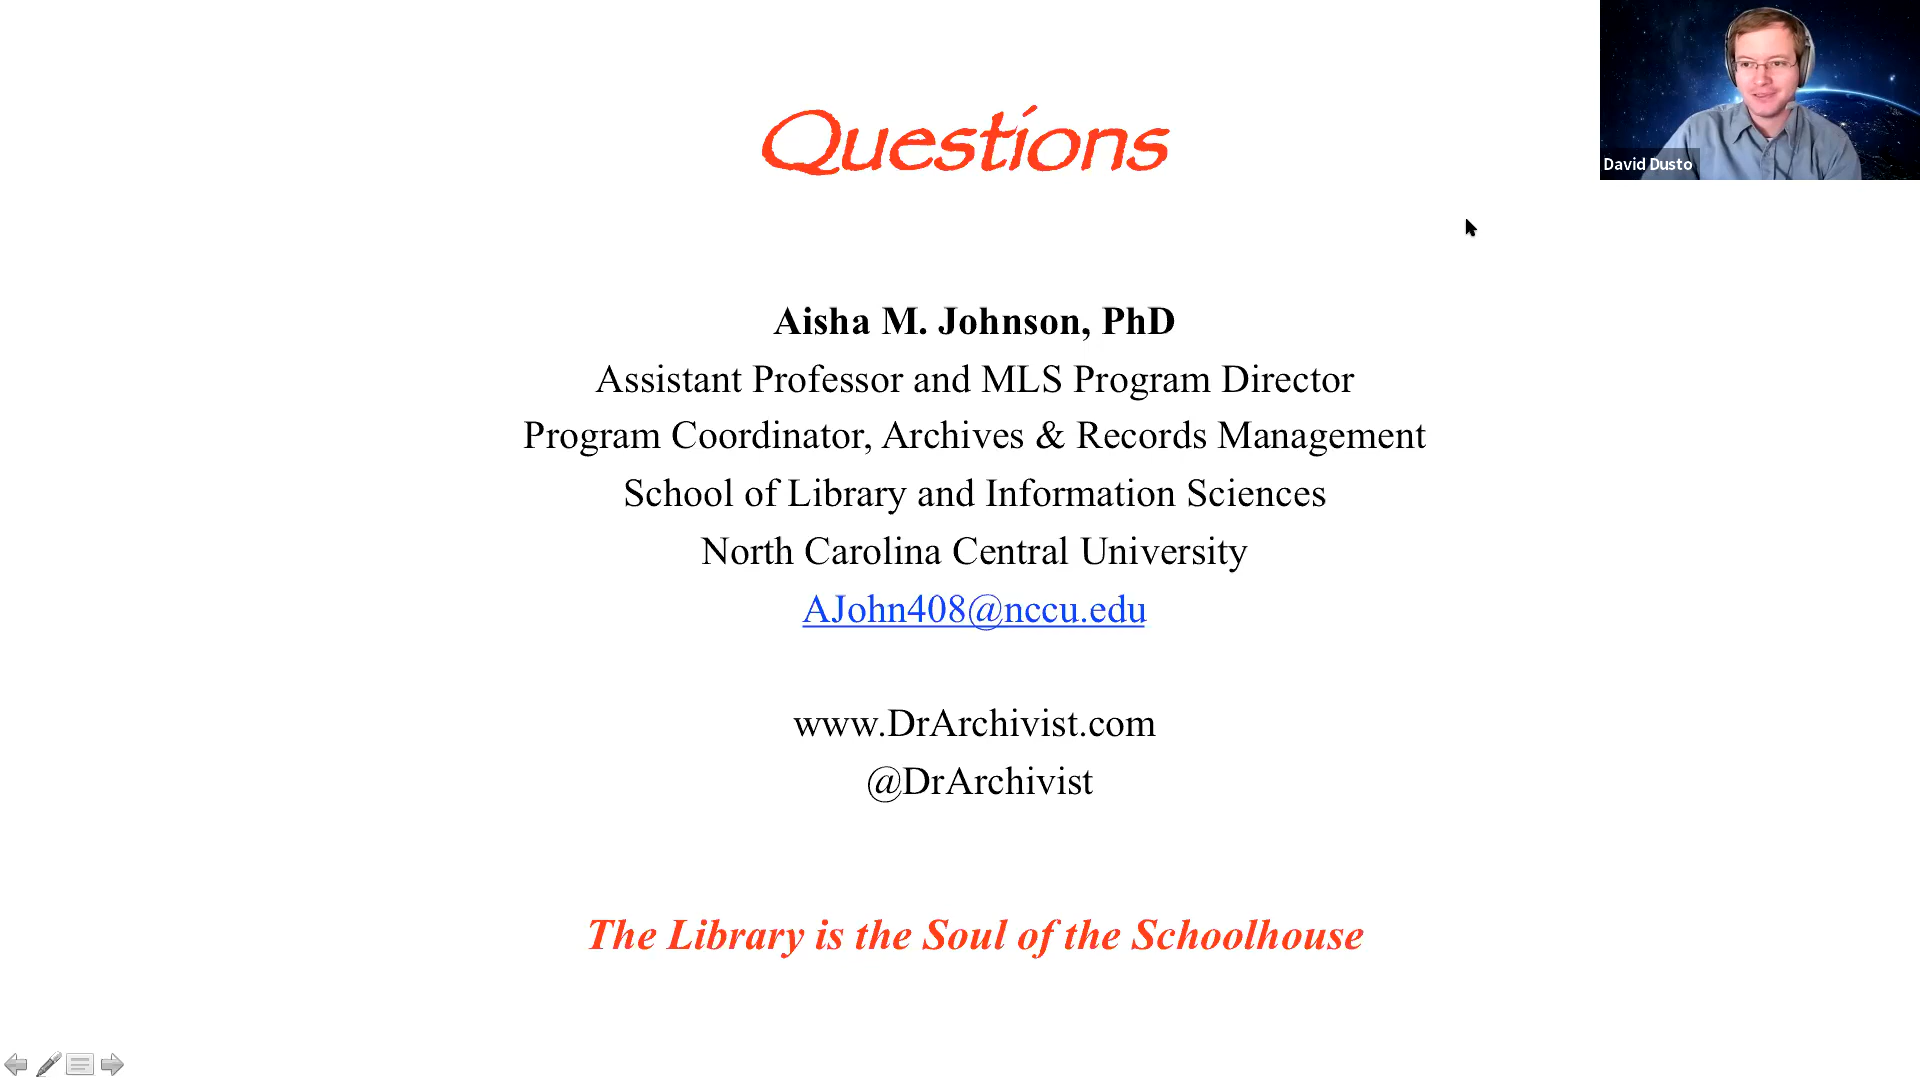 Questions
David Dusto
Aisha M. Johnson, PhD
Assistant Professor and MLS Program Director
Program Coordinator, Archives & Records Management
School of Library and Information Sciences
North Carolina Central University
AJohn408@nccu.edu
www.DrArchivist.com
@DrArchivist
The Library is the Soul of the Schoolhouse